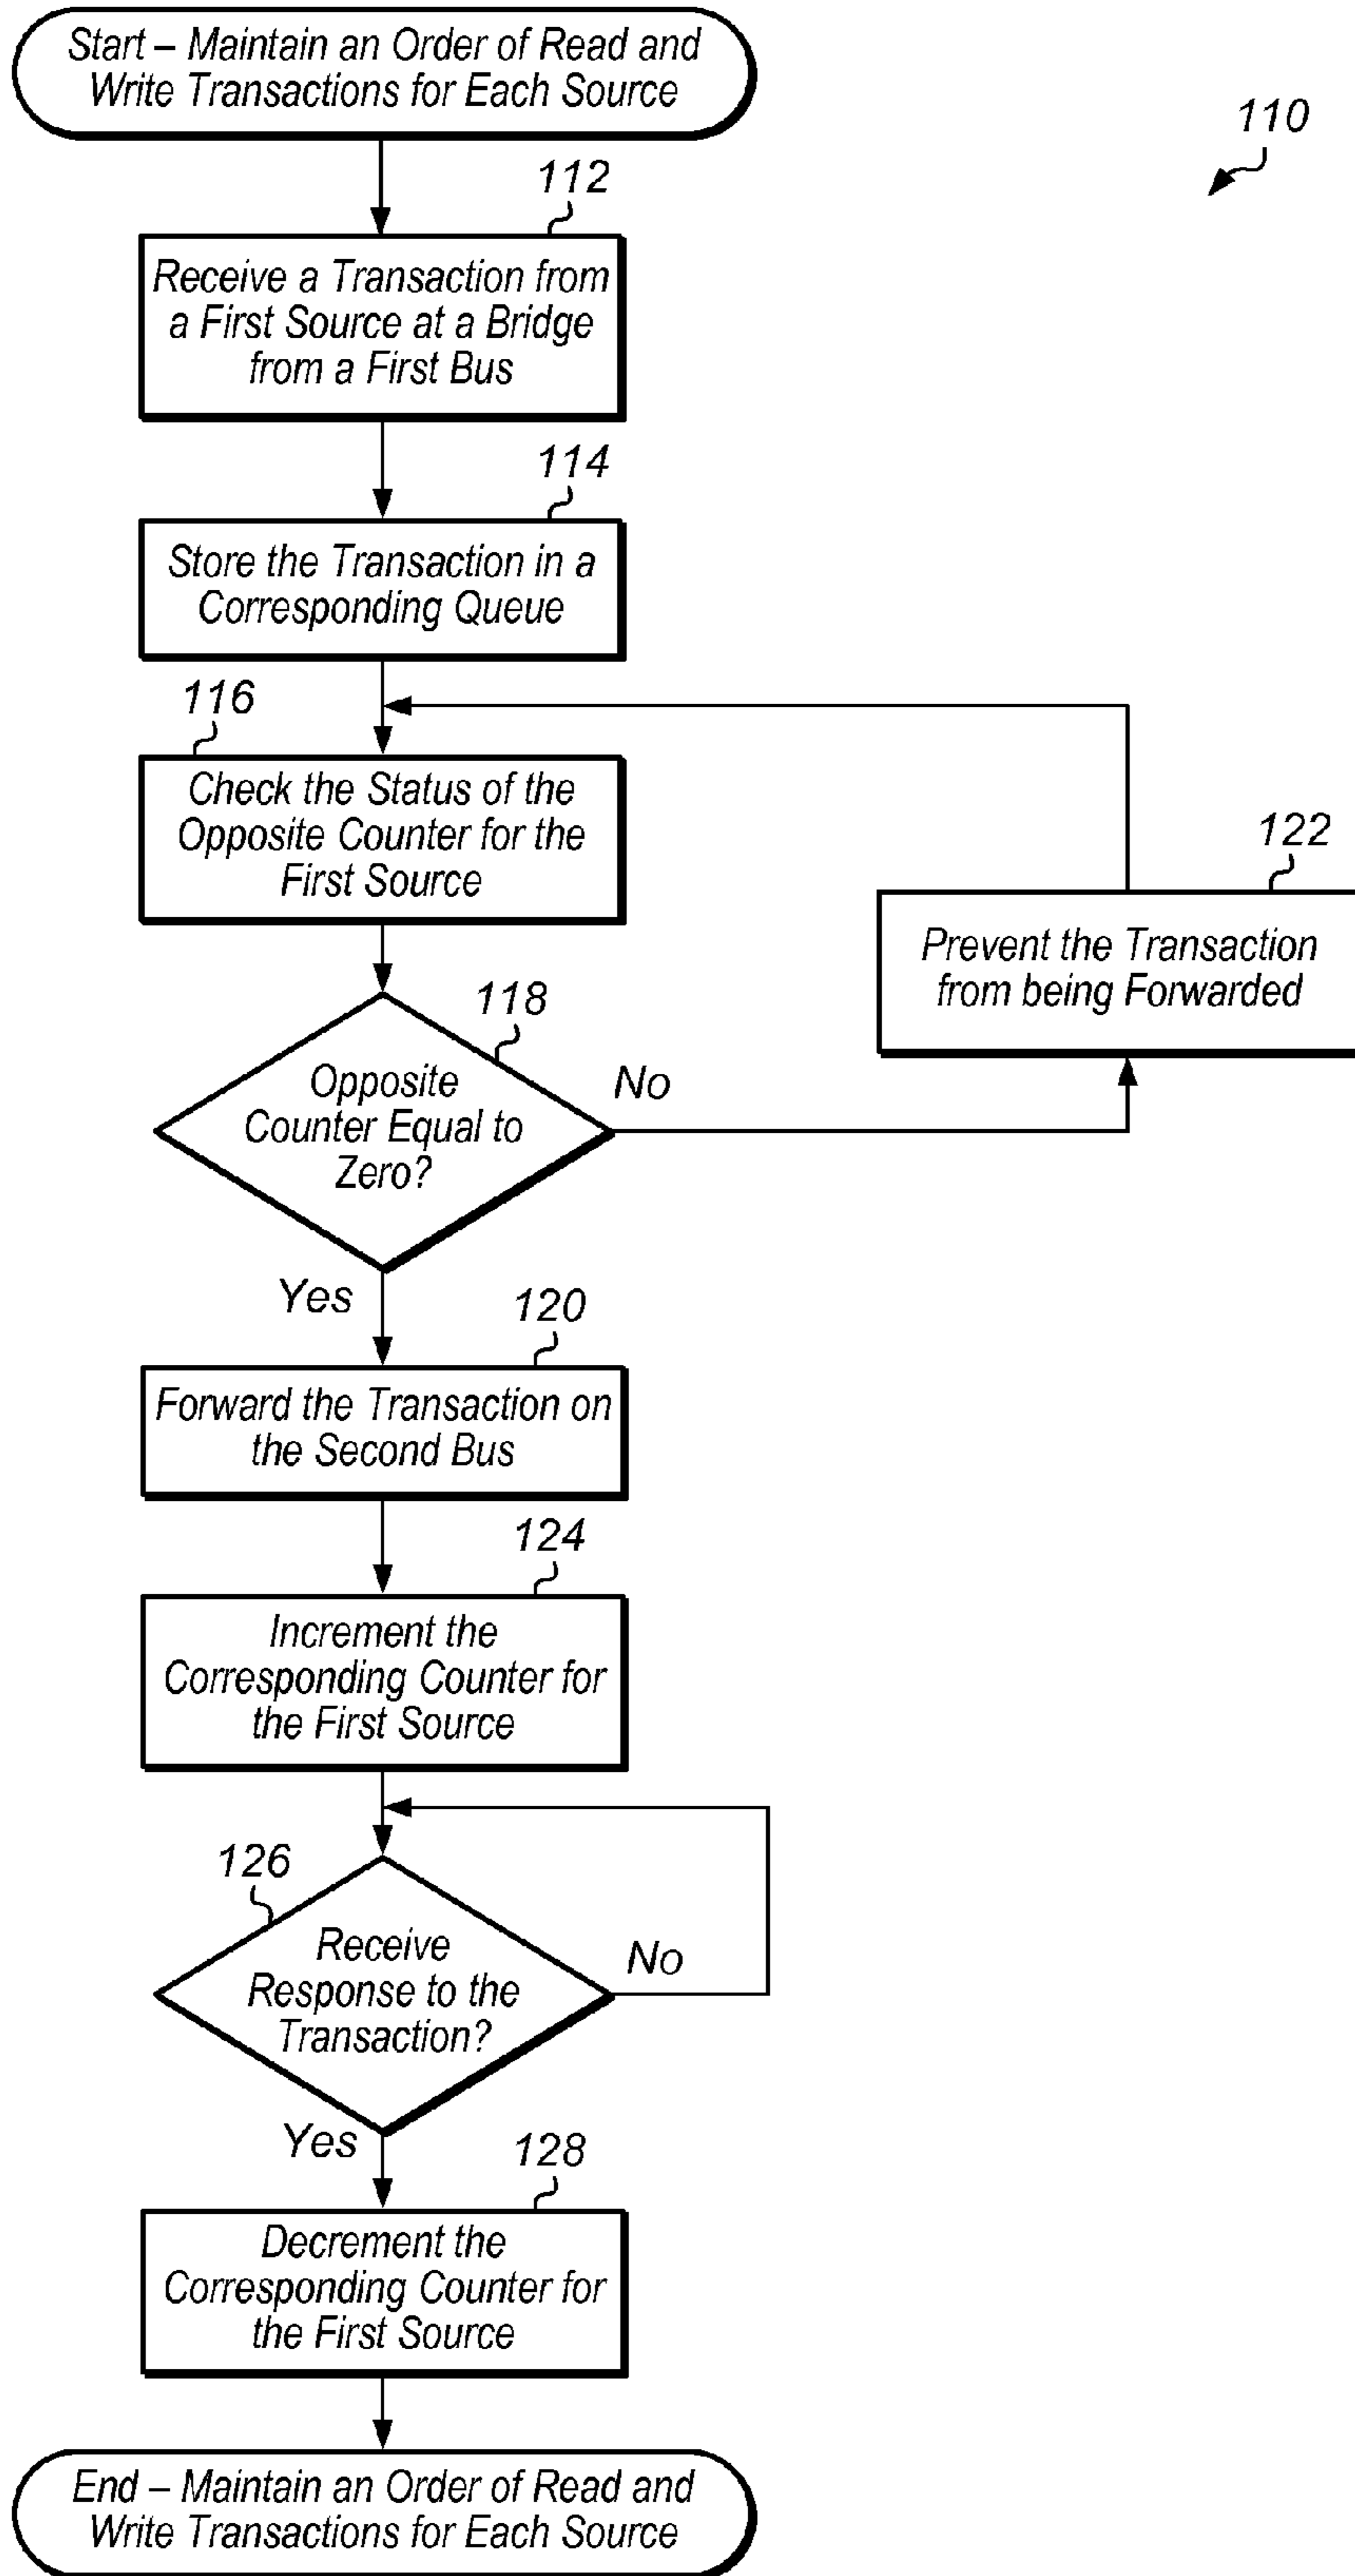 Start – Maintain an Order of Read and
Write Transactions for Each Source
110
112
Receive a Transaction from
a First Source at a Bridge
from a First Bus
114
Store the Transaction in a
Corresponding Queue
116
Check the Status of the
Opposite Counter for the
First Source
122
Prevent the Transaction
from being Forwarded
118
Opposite
Counter Equal to
Zero?
No
Yes
120
Forward the Transaction on
the Second Bus
124
Increment the
Corresponding Counter for
the First Source
126
Receive
Response to the
Transaction?
No
Yes
128
Decrement the
Corresponding Counter for
the First Source
End – Maintain an Order of Read and
Write Transactions for Each Source